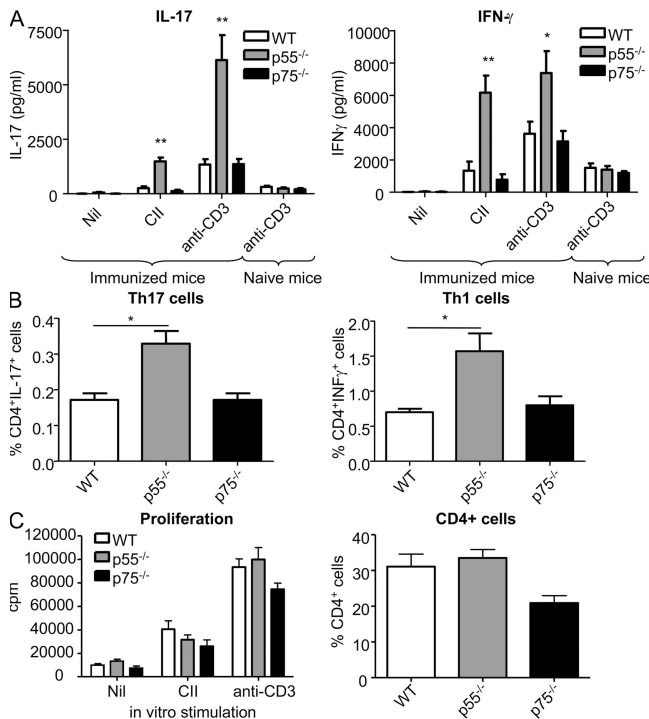 A
IL-17
IL-17 (pg/ml)
7500
5000
2500
0
**
**
WT
p55-/-
p75-/-
Nil
CII
anti-CD3
anti-CD3
Immunized mice
Naive mice
IFN-γ
IFNγ (pg/ml)
10000
8000
6000
4000
2000
0
**
*
WT
p55-/-
p75-/-
Nil
CII
anti-CD3
anti-CD3
Immunized mice
Naive mice
B
Th17 cells
% CD4+IL-17+ cells
0.4
0.3
0.2
0.1
0.0
*
WT
p55-/-
p75-/-
Th1 cells
% CD4+INF-γ+ cells
2.0
1.5
1.0
0.5
0.0
*
WT
p55-/-
p75-/-
C
Proliferation
cpm
120000
100000
80000
60000
40000
20000
0
WT
p55-/-
p75-/-
Nil
CII
anti-CD3
in vitro stimulation
CD4+ cells
% CD4+ cells
40
30
20
10
0
WT
p55-/-
p75-/-